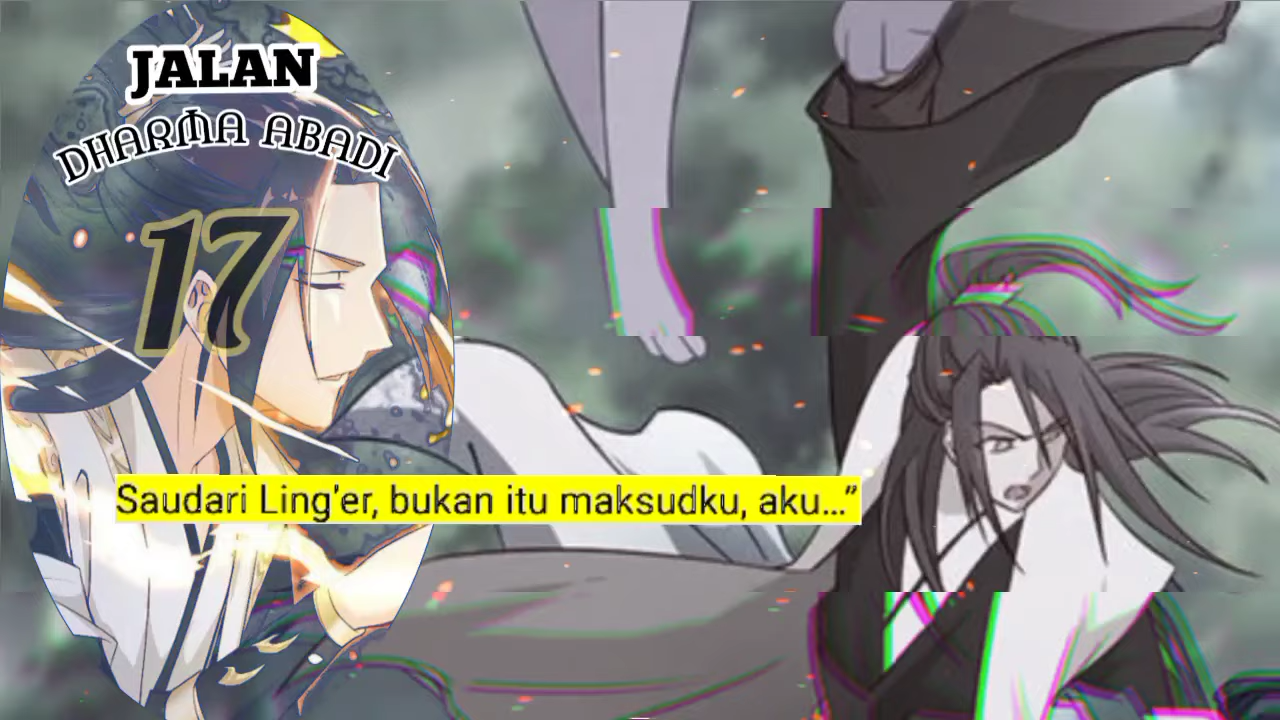 JALAN
DHARMA ABADI
17
Saudari Ling'er, bukan itu maksudku, aku...”